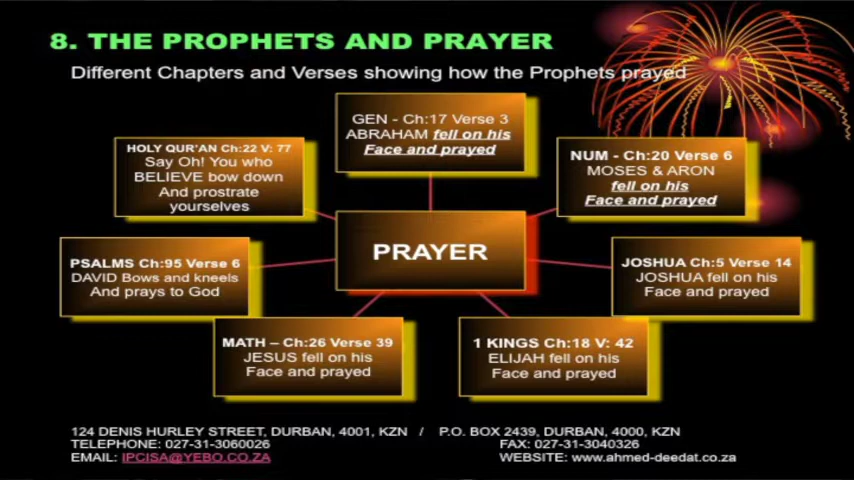 8. THE PROPHETS AND PRAYER
Different Chapters and Verses showing how the Prophets prayed
GEN - Ch:17 Verse 3
ABRAHAM fell on his
Face and prayed
HOLY QUR'AN Ch:22 V: 77
Say Oh! You who
BELIEVE bow down
And prostrate
yourselves
NUM - Ch:20 Verse 6
MOSES & ARON
fell on his
Face and prayed
PRAYER
PSALMS Ch:95 Verse 6
DAVID Bows and kneels
And prays to God
JOSHUA Ch:5 Verse 14
JOSHUA fell on his
Face and prayed
MATH – Ch:26 Verse 39
JESUS fell on his
Face and prayed
1 KINGS Ch:18 V: 42
ELIJAH fell on his
Face and prayed
124 DENIS HURLEY STREET, DURBAN, 4001, KZN / P.O. BOX 2439, DURBAN, 4000, KZN
TELEPHONE: 027-31-3060026 FAX: 027-31-3040326
EMAIL: IPCISA@YEBO.CO.ZA WEBSITE: www.ahmed-deedat.co.za